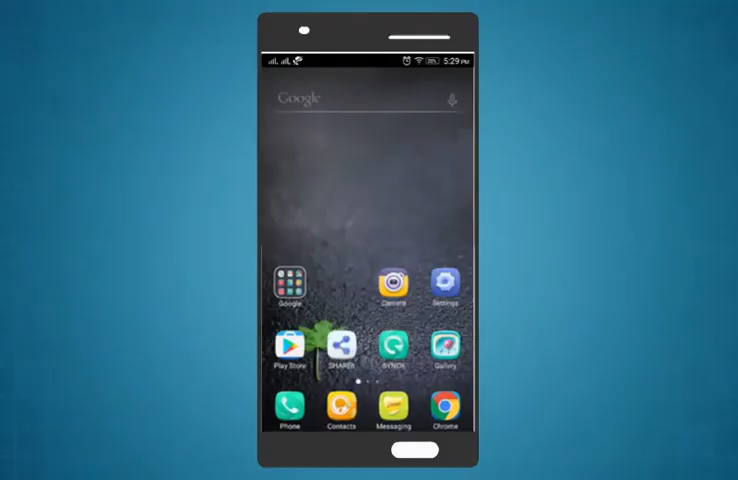 5:29 PM
Google
Google Camera Settings
Play Store SHAREit SYNCit Gallery
Phone Contacts Messaging Chrome